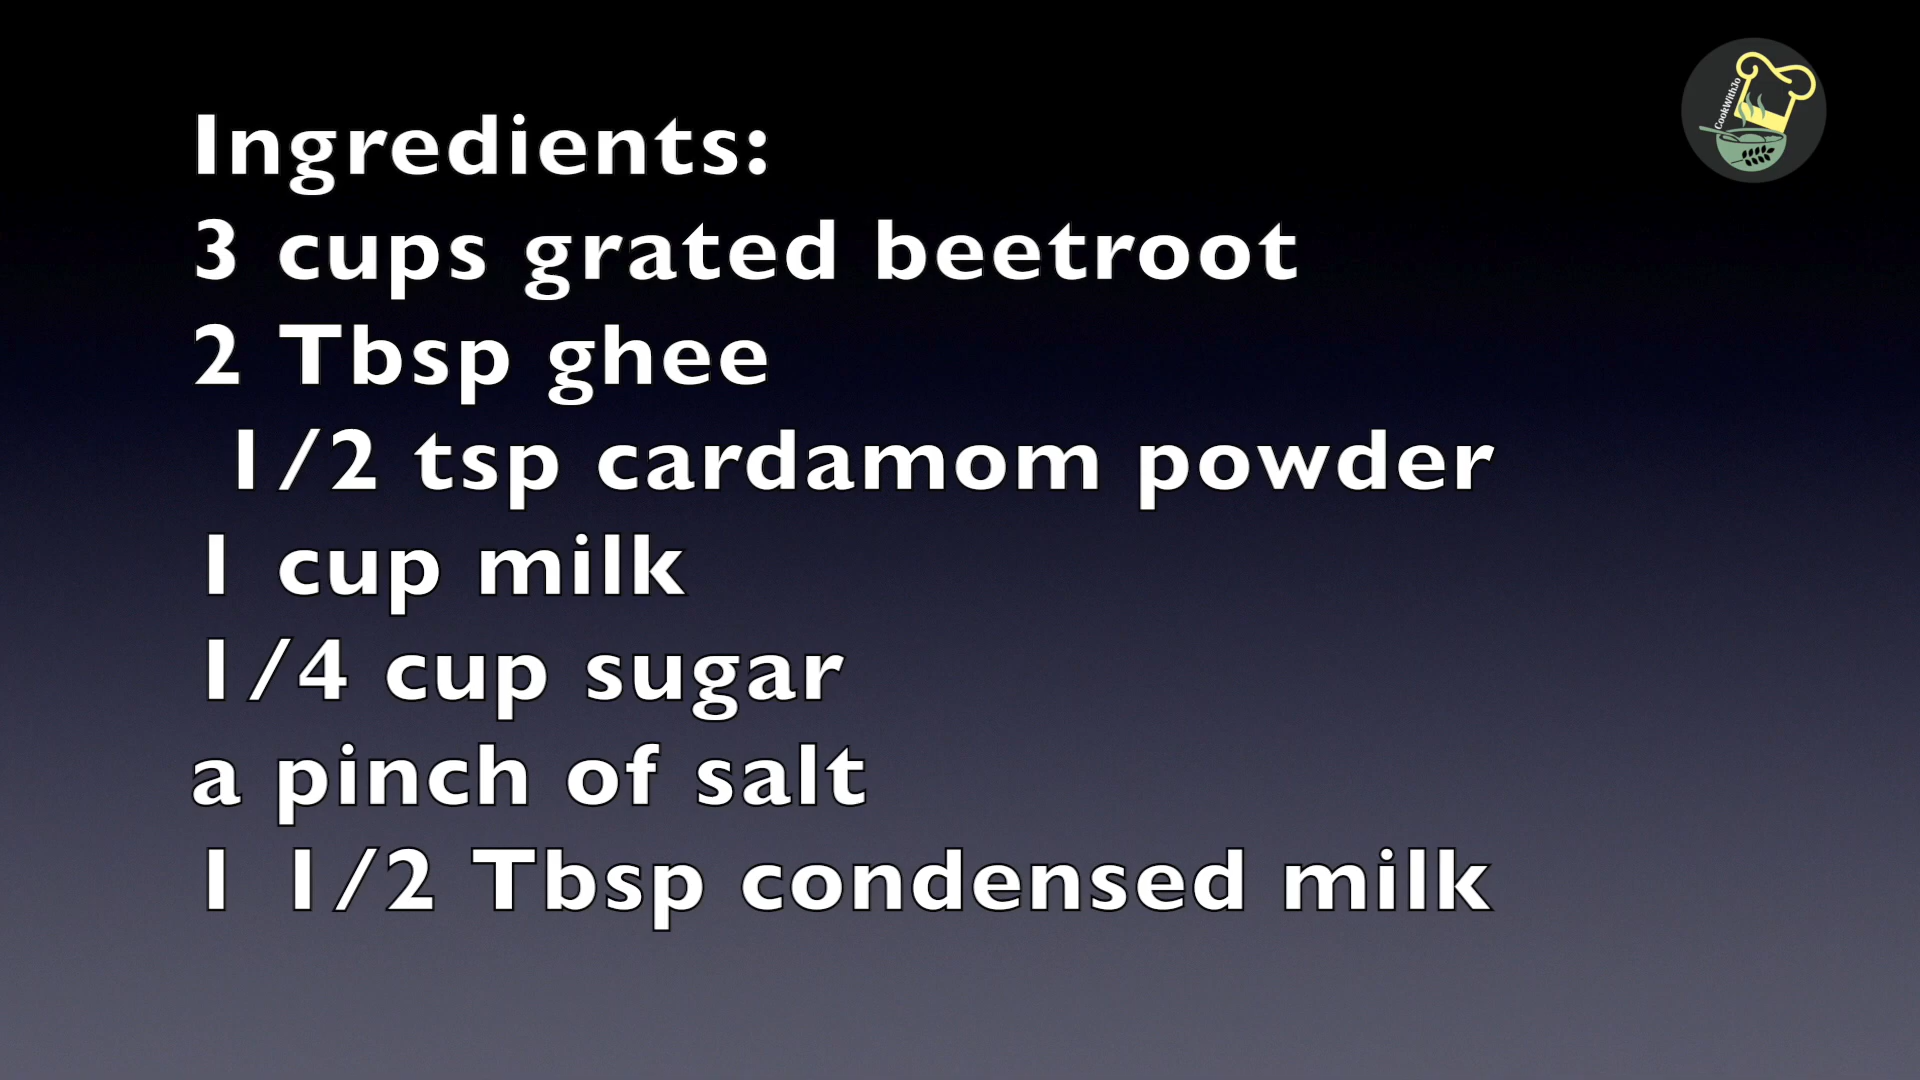 Ingredients:
3 cups grated beetroot
2 Tbsp ghee
1/2 tsp cardamom powder
1 cup milk
1/4 cup sugar
a pinch of salt
1 1/2 Tbsp condensed milk
CookWithJo